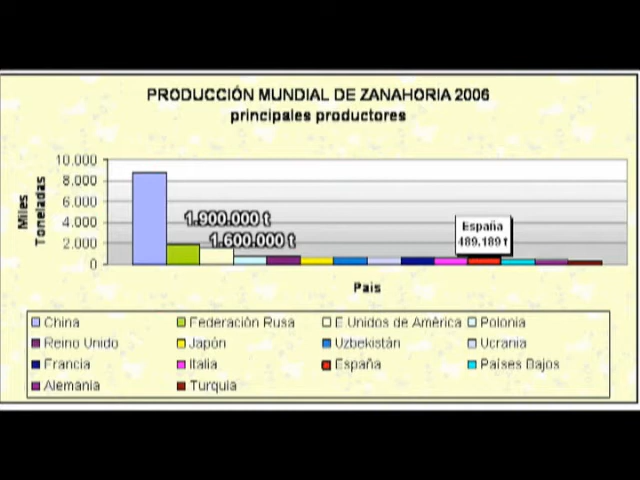 PRODUCCIÓN MUNDIAL DE ZANAHORIA 2006
principales productores
Miles
Toneladas
10.000
8.000
6.000
4.000
2.000
0
1.900.000 t
1.600.000 t
España
489,189 t
Pais
China
Federación Rusa
E.Unidos de América
Polonia
Reino Unido
Japón
Uzbekistán
Ucrania
Francia
Italia
España
Países Bajos
Alemania
Turquia